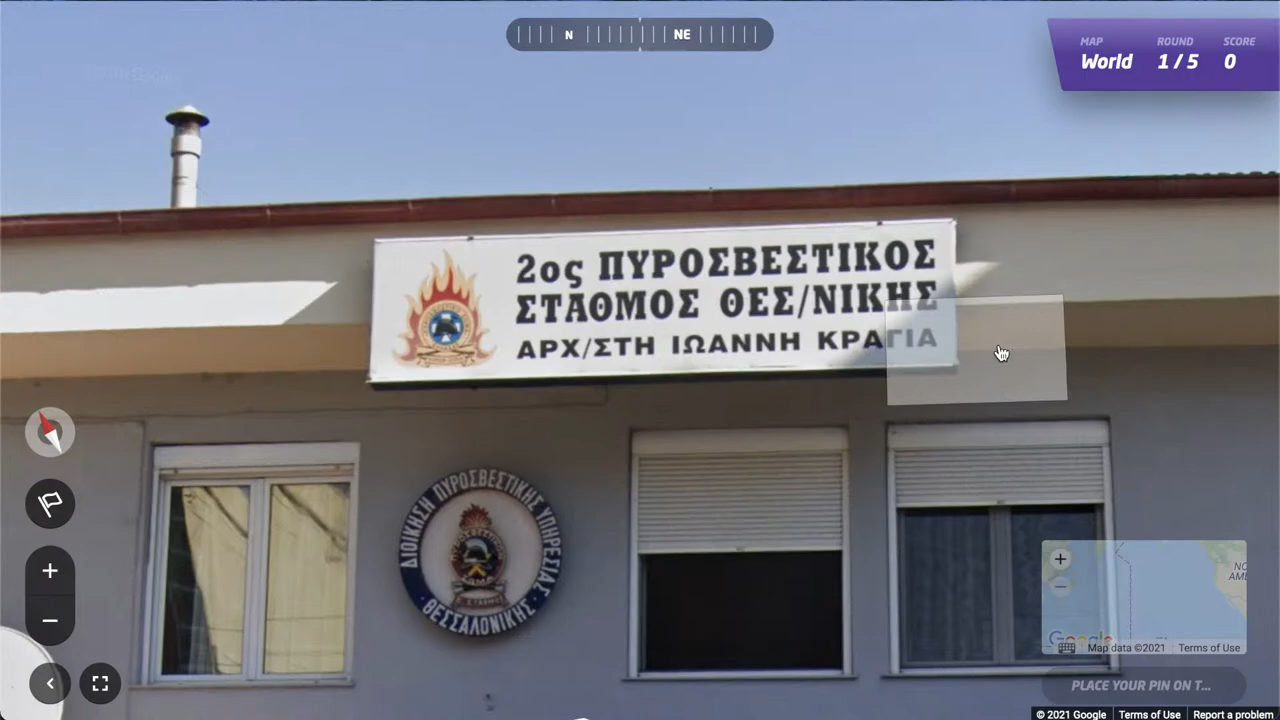 N
NE
MAP
ROUND
SCORE
World
1 / 5
0
2ος ΠΥΡΟΣΒΕΣΤΙΚΟΣ
ΣΤΑΘΜΟΣ ΘΕΣ/ΝΙΚΗΣ
ΑΡΧ/ΣΤΗ ΙΩΑΝΝΗ ΚΡΑΓΙΑ
ΔΙΟΙΚΗΣΗ ΠΥΡΟΣΒΕΣΤΙΚΗΣ ΥΠΗΡΕΣΙΑΣ
ΘΕΣΣΑΛΟΝΙΚΗΣ
Google
Map data ©2021
Terms of Use
PLACE YOUR PIN ON T...
© 2021 Google
Terms of Use
Report a problem